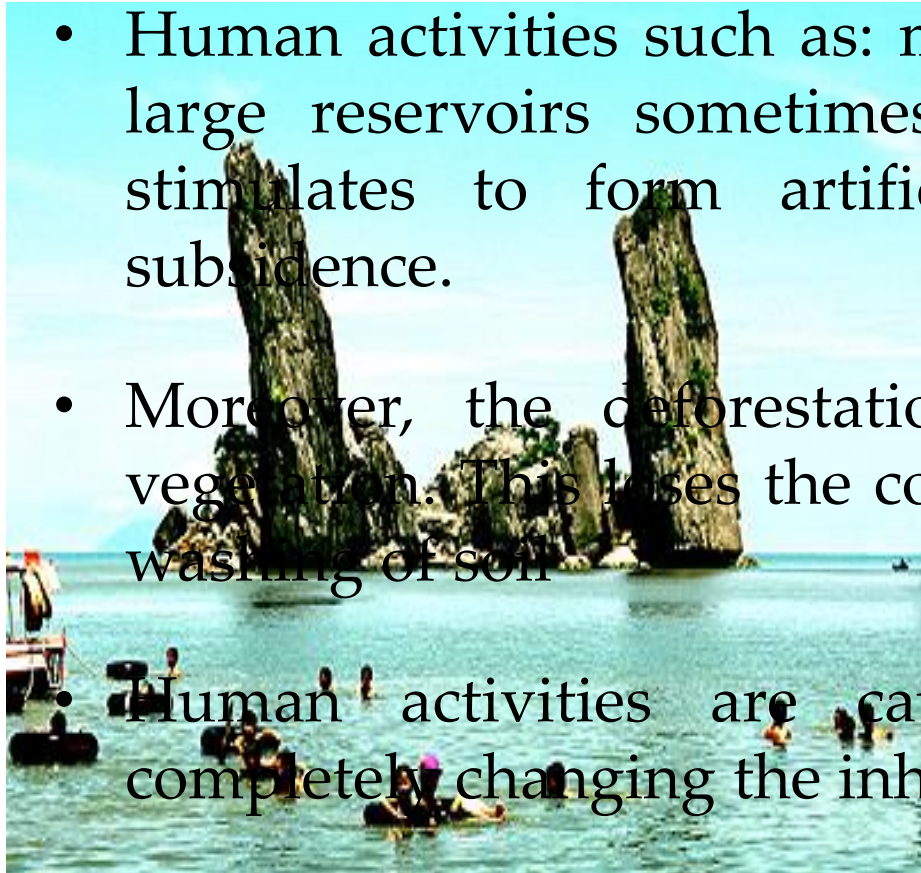 • Human activities such as:
large reservoirs sometimes
stimulates to form
subsidence.
• Moreover, the
vegetation. This loses the
washing of soil
• Human activities are
completely changing the